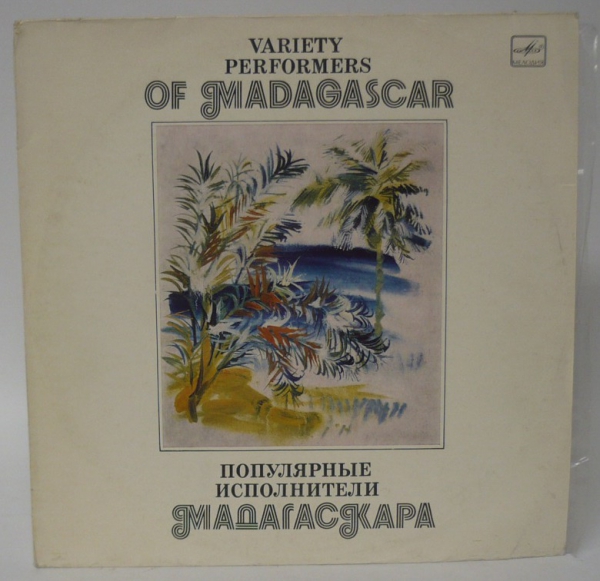 VARIETY
PERFORMERS
OF MADAGASCAR
ПОПУЛЯРНЫЕ
ИСПОЛНИТЕЛИ
МАДАГАСКАРА